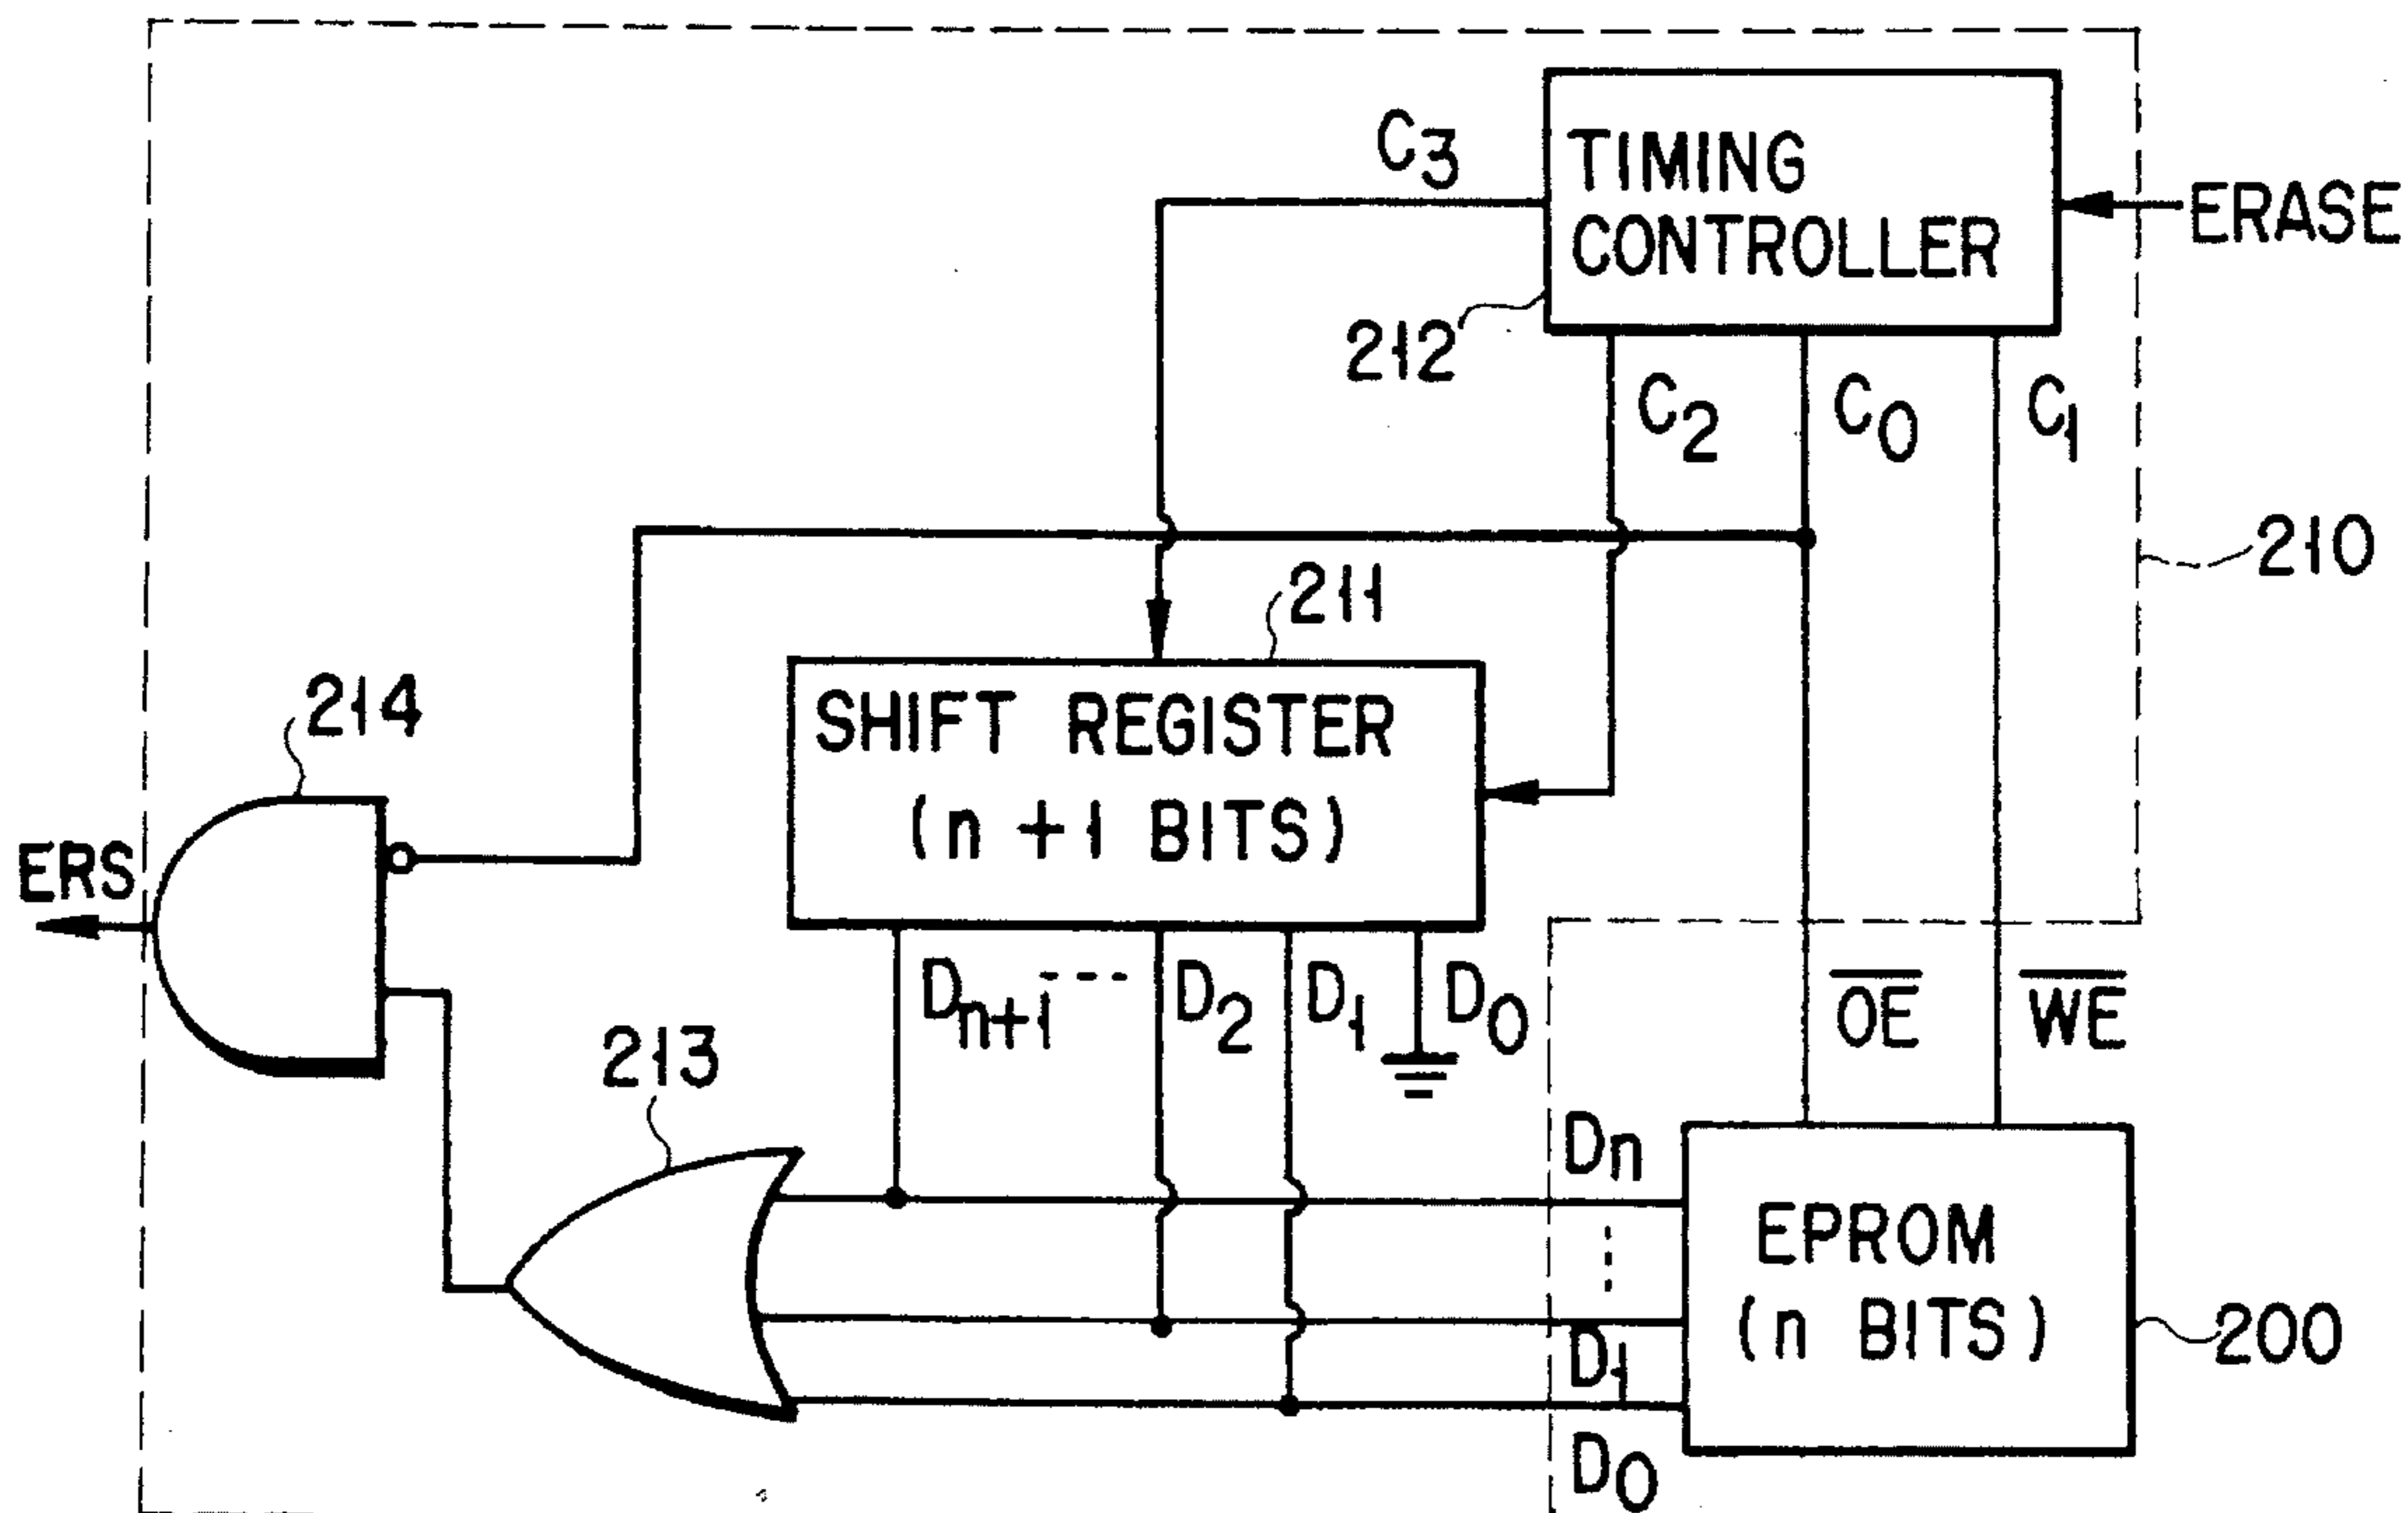 C3
TIMING
CONTROLLER
ERASE
212
C2
C0
C1
210
211
SHIFT REGISTER
(n +1 BITS)
214
ERS
Dn+1
---
D2
D1
D0
OE
WE
213
Dn
EPROM
(n BITS)
D1
200
D0